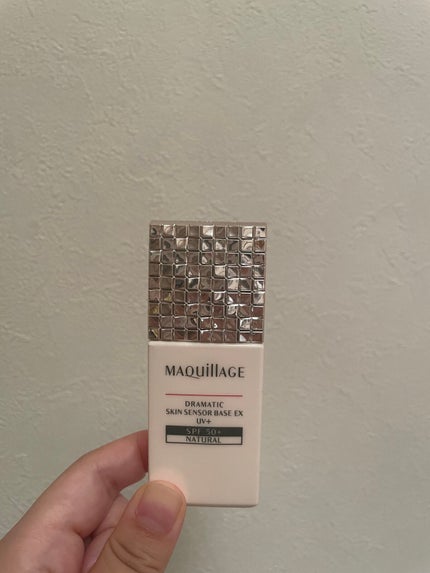 MAQuillAGE
DRAMATIC
SKIN SENSOR BASE EX
UV+
SPF 50+
NATURAL